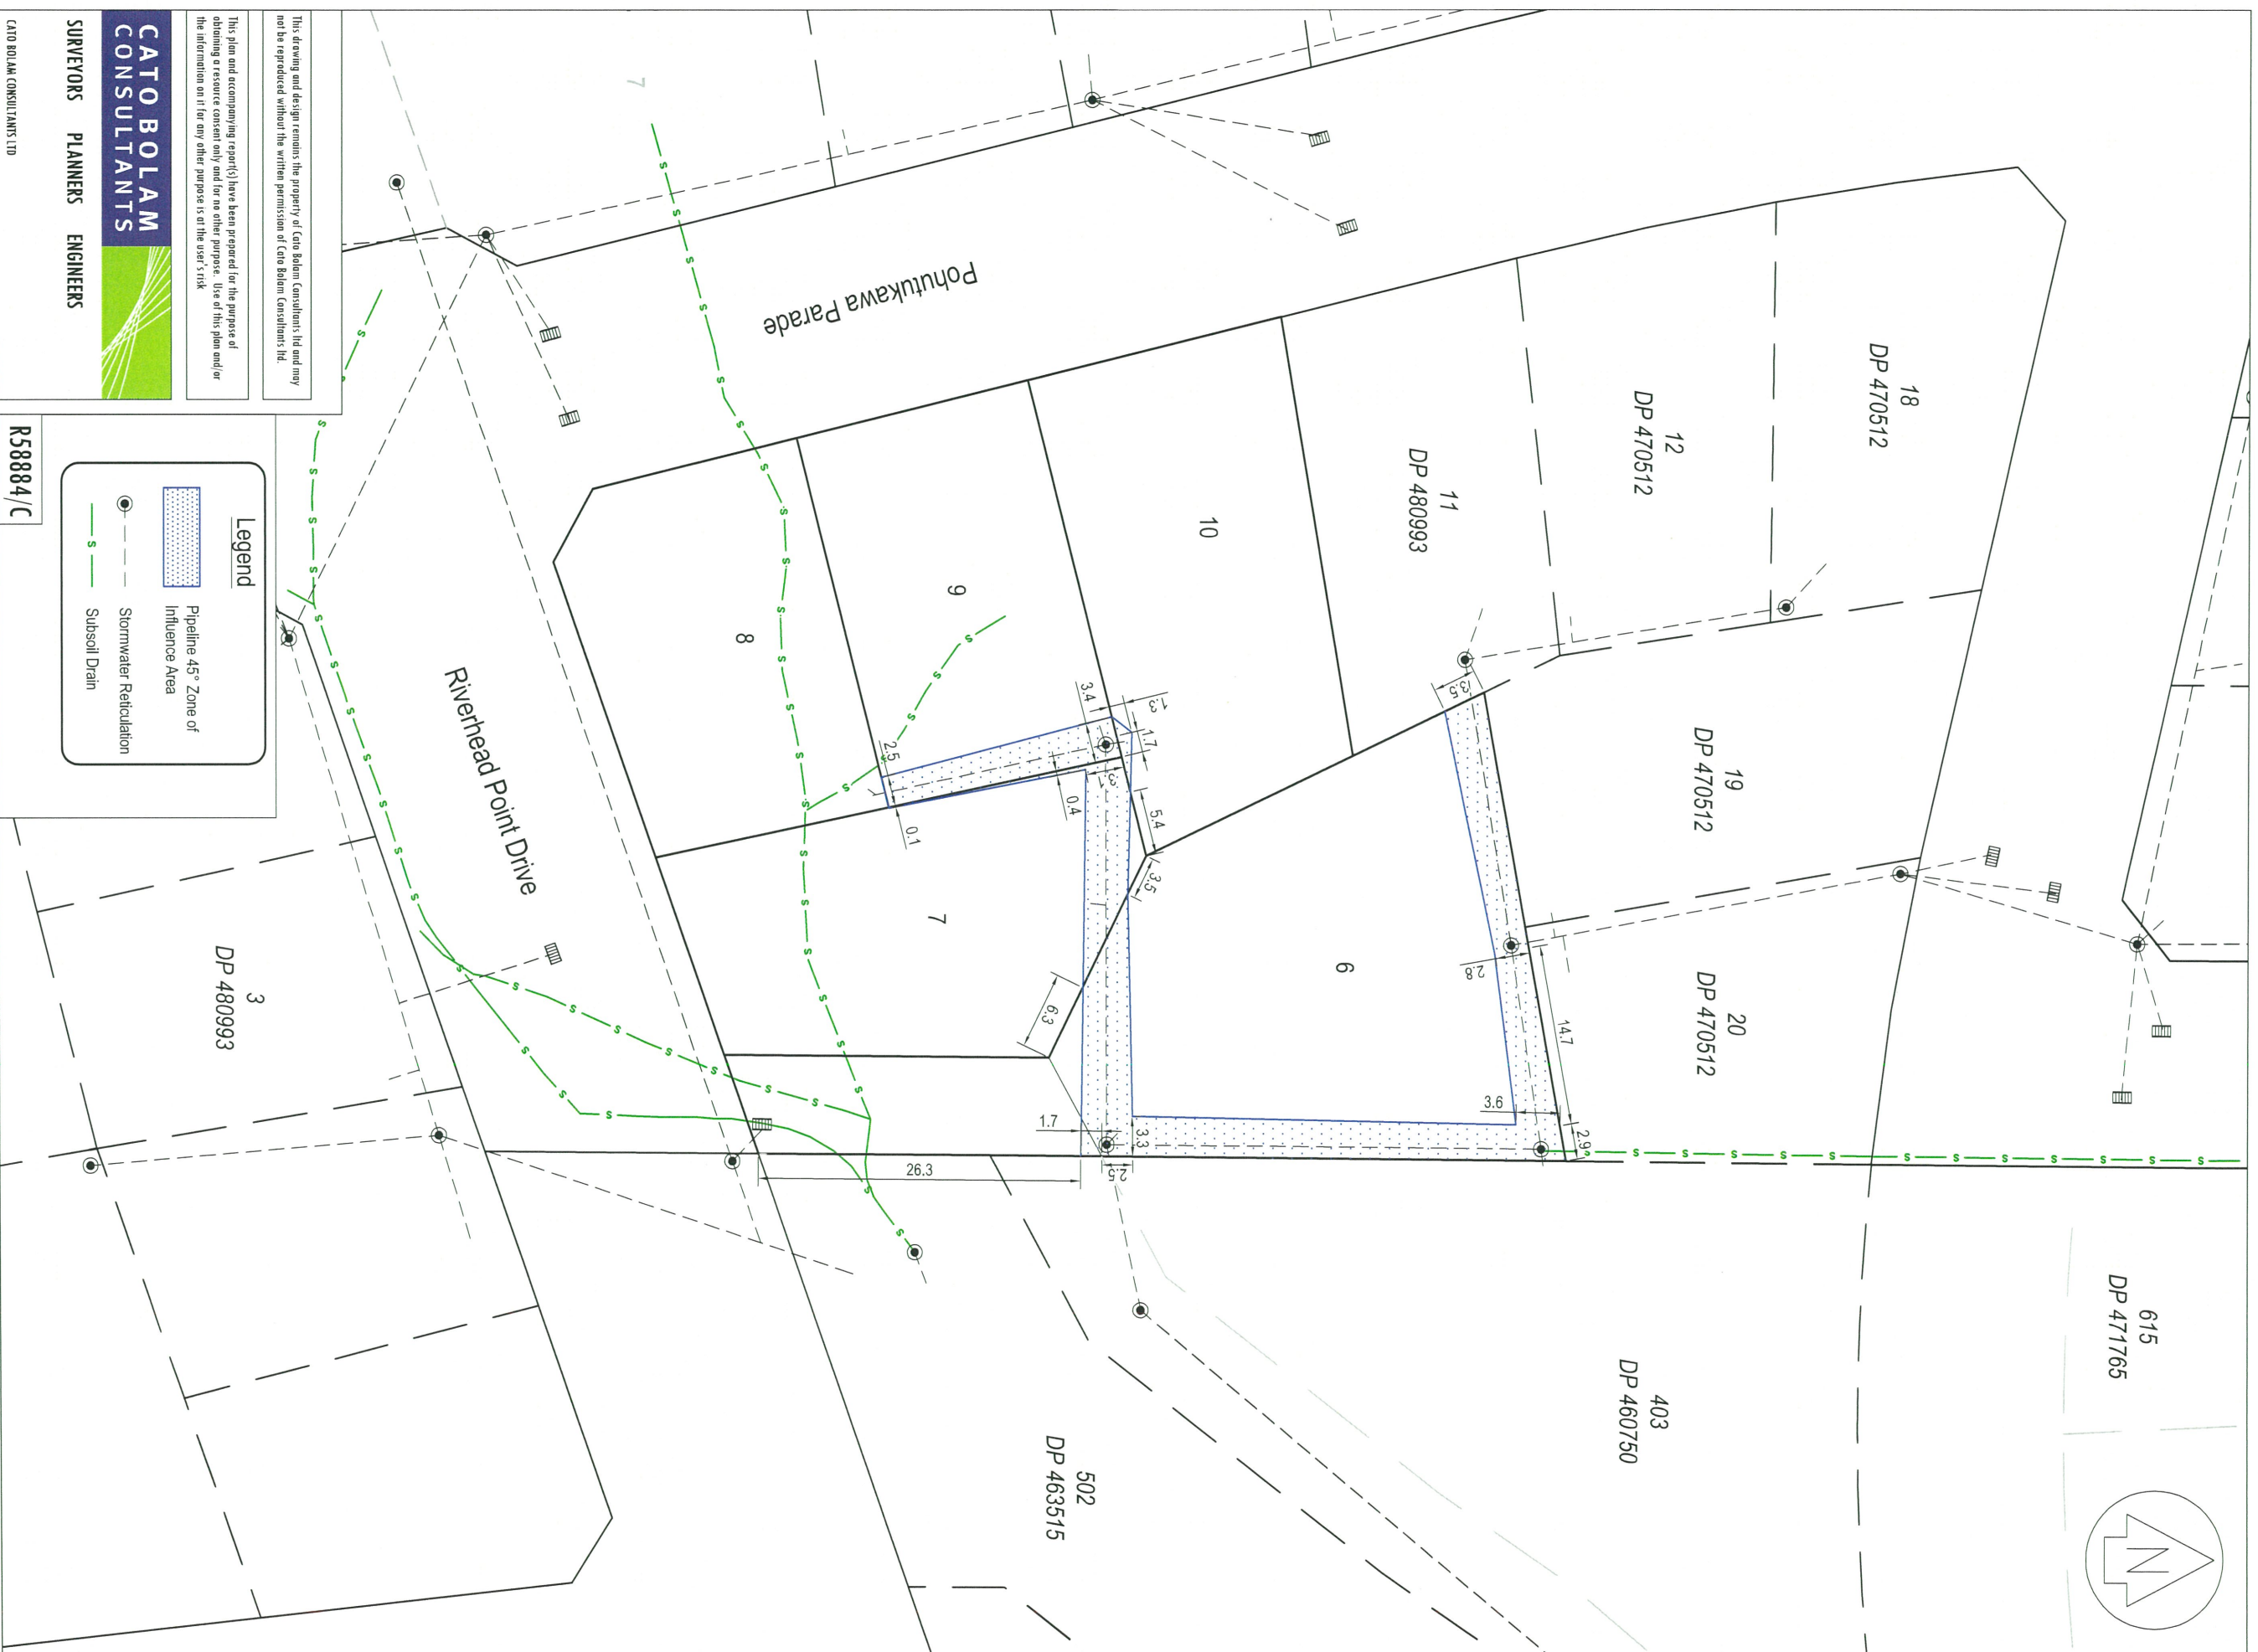 615
DP 471765
18
DP 470512
12
DP 470512
11
DP 480993
10
9
8
7
6
19
DP 470512
20
DP 470512
403
DP 460750
502
DP 463515
3
DP 480993
Pohutukawa Parade
Riverhead Point Drive
7
N
3.5
2.8
14.7
3.6
2.9
3.4
1.3
1.7
3.1
5.4
3.5
0.4
2.5
0.1
6.3
1.7
3.3
2.5
26.3
Legend
Pipeline 45° Zone of
Influence Area
Stormwater Reticulation
s
Subsoil Drain
R58884/C
This drawing and design remains the property of Cato Bolam Consultants ltd and may
not be reproduced without the written permission of Cato Bolam Consultants ltd.
This plan and accompanying report(s) have been prepared for the purpose of
obtaining a resource consent only and for no other purpose. Use of this plan and/or
the information on it for any other purpose is at the user's risk
CATO BOLAM
CONSULTANTS
SURVEYORS PLANNERS ENGINEERS
CATO BOLAM CONSULTANTS LTD